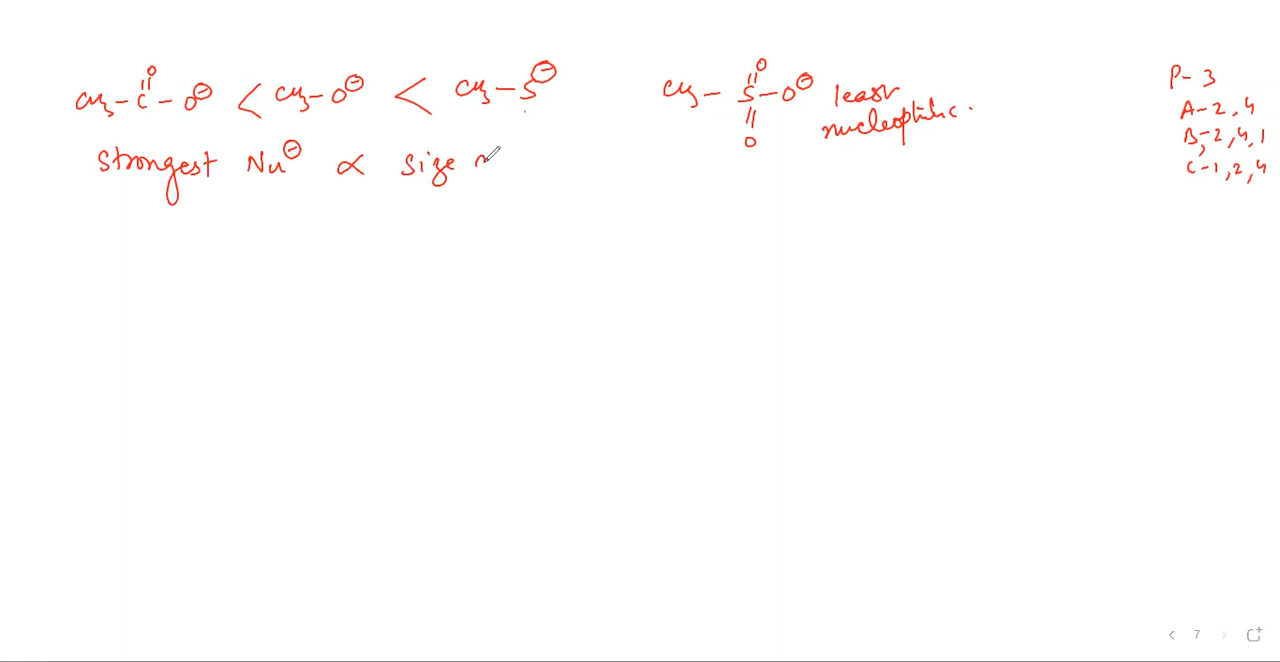 O
CH3-C-O⊖ < CH3-O⊖ < CH3-S⊖
strongest Nu⊖ ∝ size
O
CH3-S-O⊖
O
least
nucleophilic.
P-3
A-2, 4
B-2, 4, 1
C-1, 2, 4
7